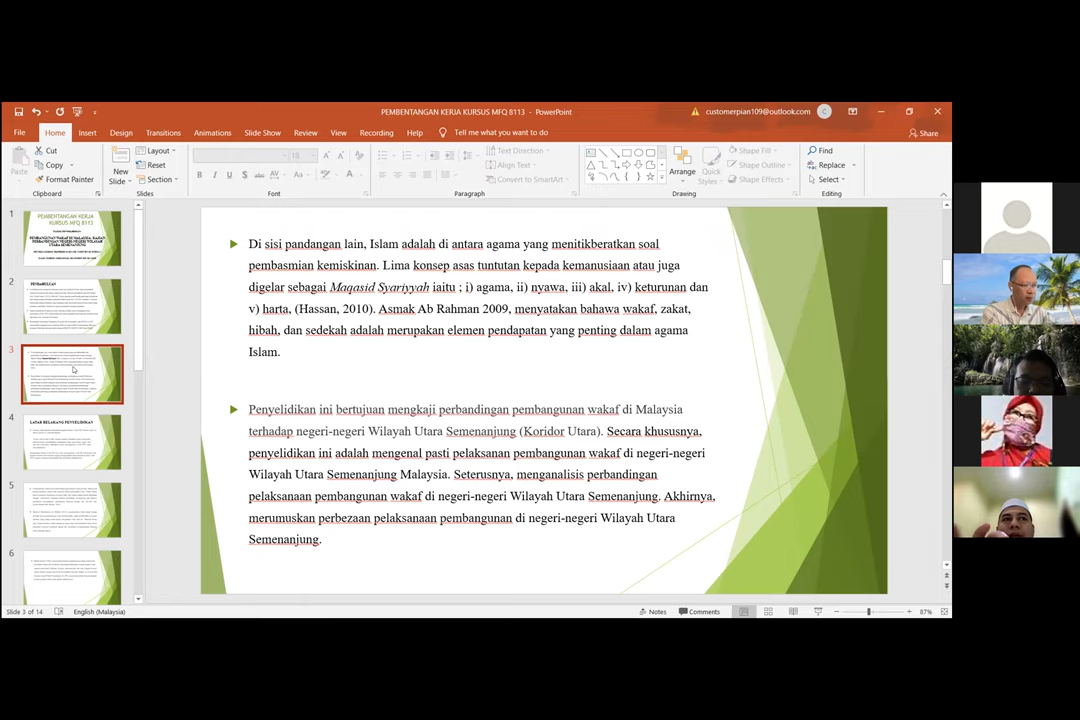 PEMBENTANGAN KERJA KURSUS MFQ 8113 - PowerPoint
customerpian109@outlook.com
C
File Home Insert Design Transitions Animations Slide Show Review View Recording Help Tell me what you want to do
Share
Paste
Cut
Copy
Format Painter
Clipboard
New Slide
Layout
Reset
Section
Slides
18
Font
Text Direction
Align Text
Convert to SmartArt
Paragraph
Arrange
Quick Styles
Shape Fill
Shape Outline
Shape Effects
Drawing
Find
Replace
Select
Editing
1
PEMBENTANGAN KERJA
KURSUS MFQ 8113
2
3
4
LATAR BELAKANG PENYELIDIKAN
5
6
Di sisi pandangan lain, Islam adalah di antara agama yang menitikberatkan soal
pembasmian kemiskinan. Lima konsep asas tuntutan kepada kemanusiaan atau juga
digelar sebagai Maqasid Syariyyah iaitu ; i) agama, ii) nyawa, iii) akal, iv) keturunan dan
v) harta, (Hassan, 2010). Asmak Ab Rahman 2009, menyatakan bahawa wakaf, zakat,
hibah, dan sedekah adalah merupakan elemen pendapatan yang penting dalam agama
Islam.
Penyelidikan ini bertujuan mengkaji perbandingan pembangunan wakaf di Malaysia
terhadap negeri-negeri Wilayah Utara Semenanjung (Koridor Utara). Secara khususnya,
penyelidikan ini adalah mengenal pasti pelaksanaan pembangunan wakaf di negeri-negeri
Wilayah Utara Semenanjung Malaysia. Seterusnya, menganalisis perbandingan
pelaksanaan pembangunan wakaf di negeri-negeri Wilayah Utara Semenanjung. Akhirnya,
merumuskan perbezaan pelaksanaan pembangunan di negeri-negeri Wilayah Utara
Semenanjung.
Slide 3 of 14 English (Malaysia) Notes Comments 87%